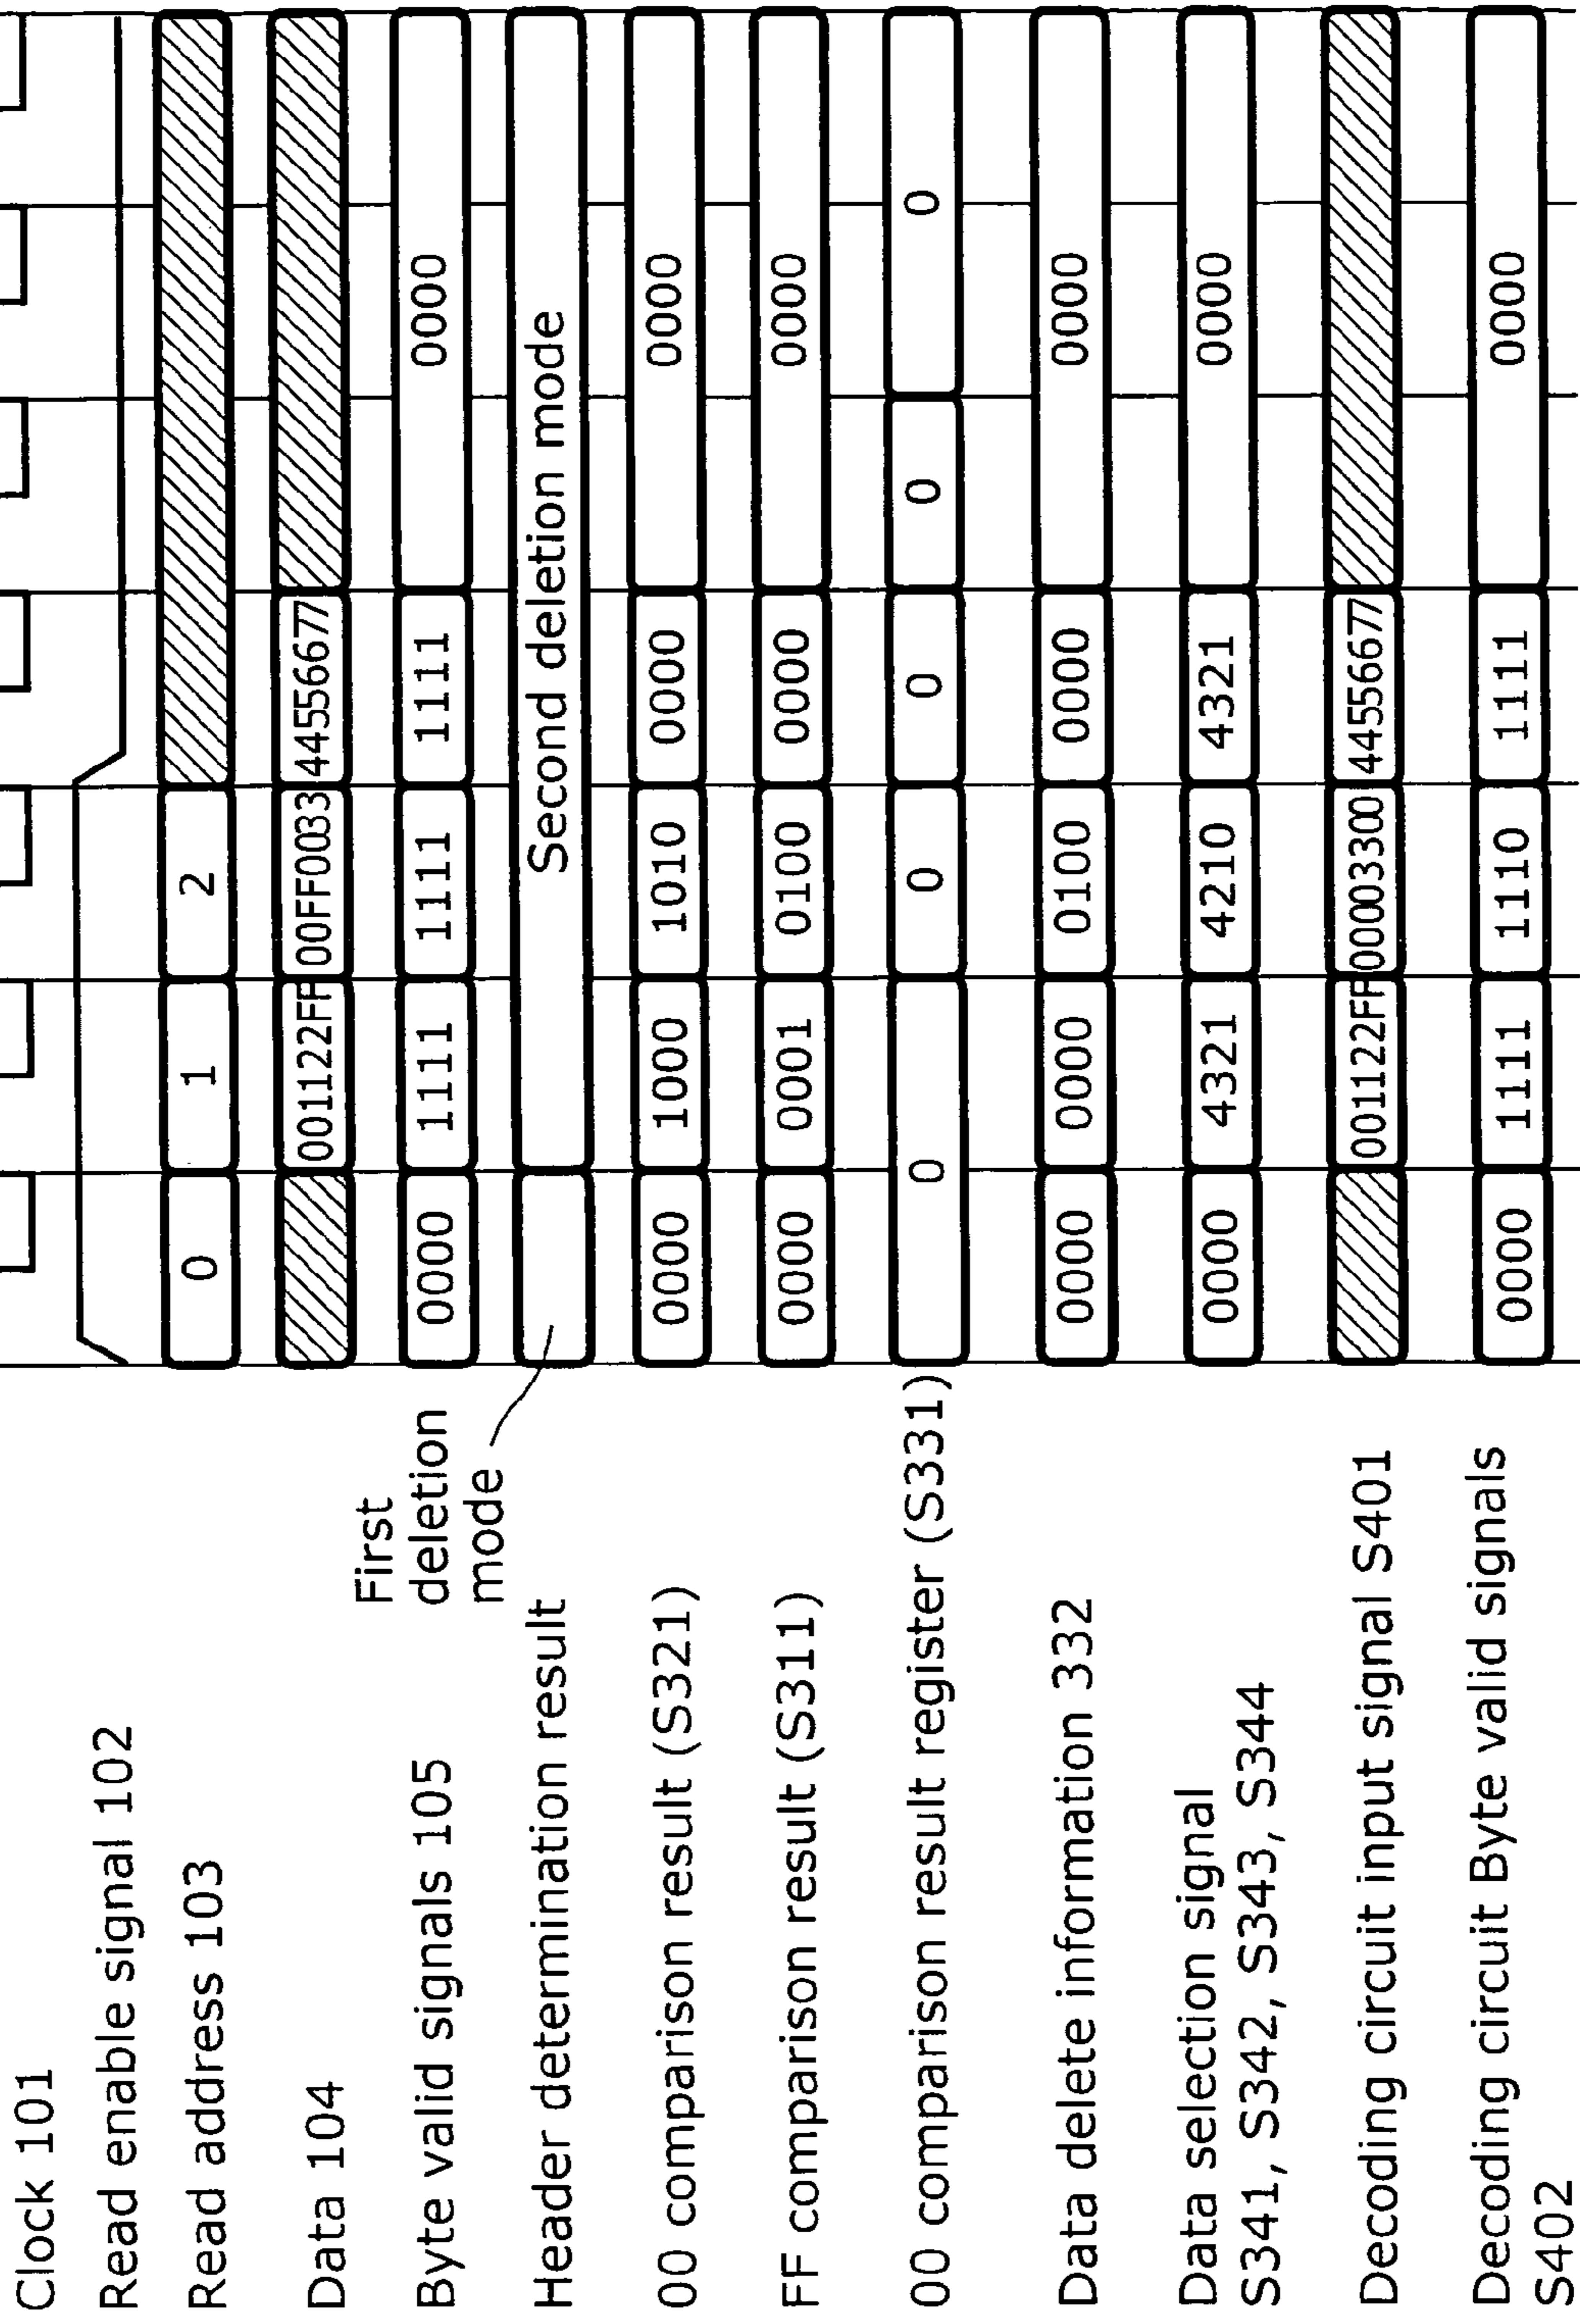 Clock 101
Read enable signal 102
Read address 103 0 1 2
Data 104 001122FF 00FF0033 44556677
Byte valid signals 105 0000 1111 1111 1111 0000
First
deletion
mode
Header determination result Second deletion mode
00 comparison result (S321) 0000 1000 1010 0000 0000
FF comparison result (S311) 0000 0001 0100 0000 0000
00 comparison result register (S331) 0 0 0 0 0
Data delete information 332 0000 0000 0100 0000 0000
Data selection signal
S341, S342, S343, S344 0000 4321 4210 4321 0000
Decoding circuit input signal S401 001122FF 00003300 44556677
Decoding circuit Byte valid signals
S402 0000 1111 1110 1111 0000